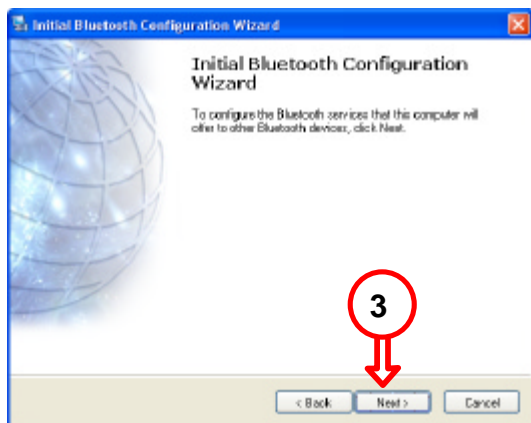 Initial Bluetooth Configuration Wizard
Initial Bluetooth Configuration
Wizard
To configure the Bluetooth services that this computer will
offer to other Bluetooth devices, click Next.
3
< Back
Next >
Cancel